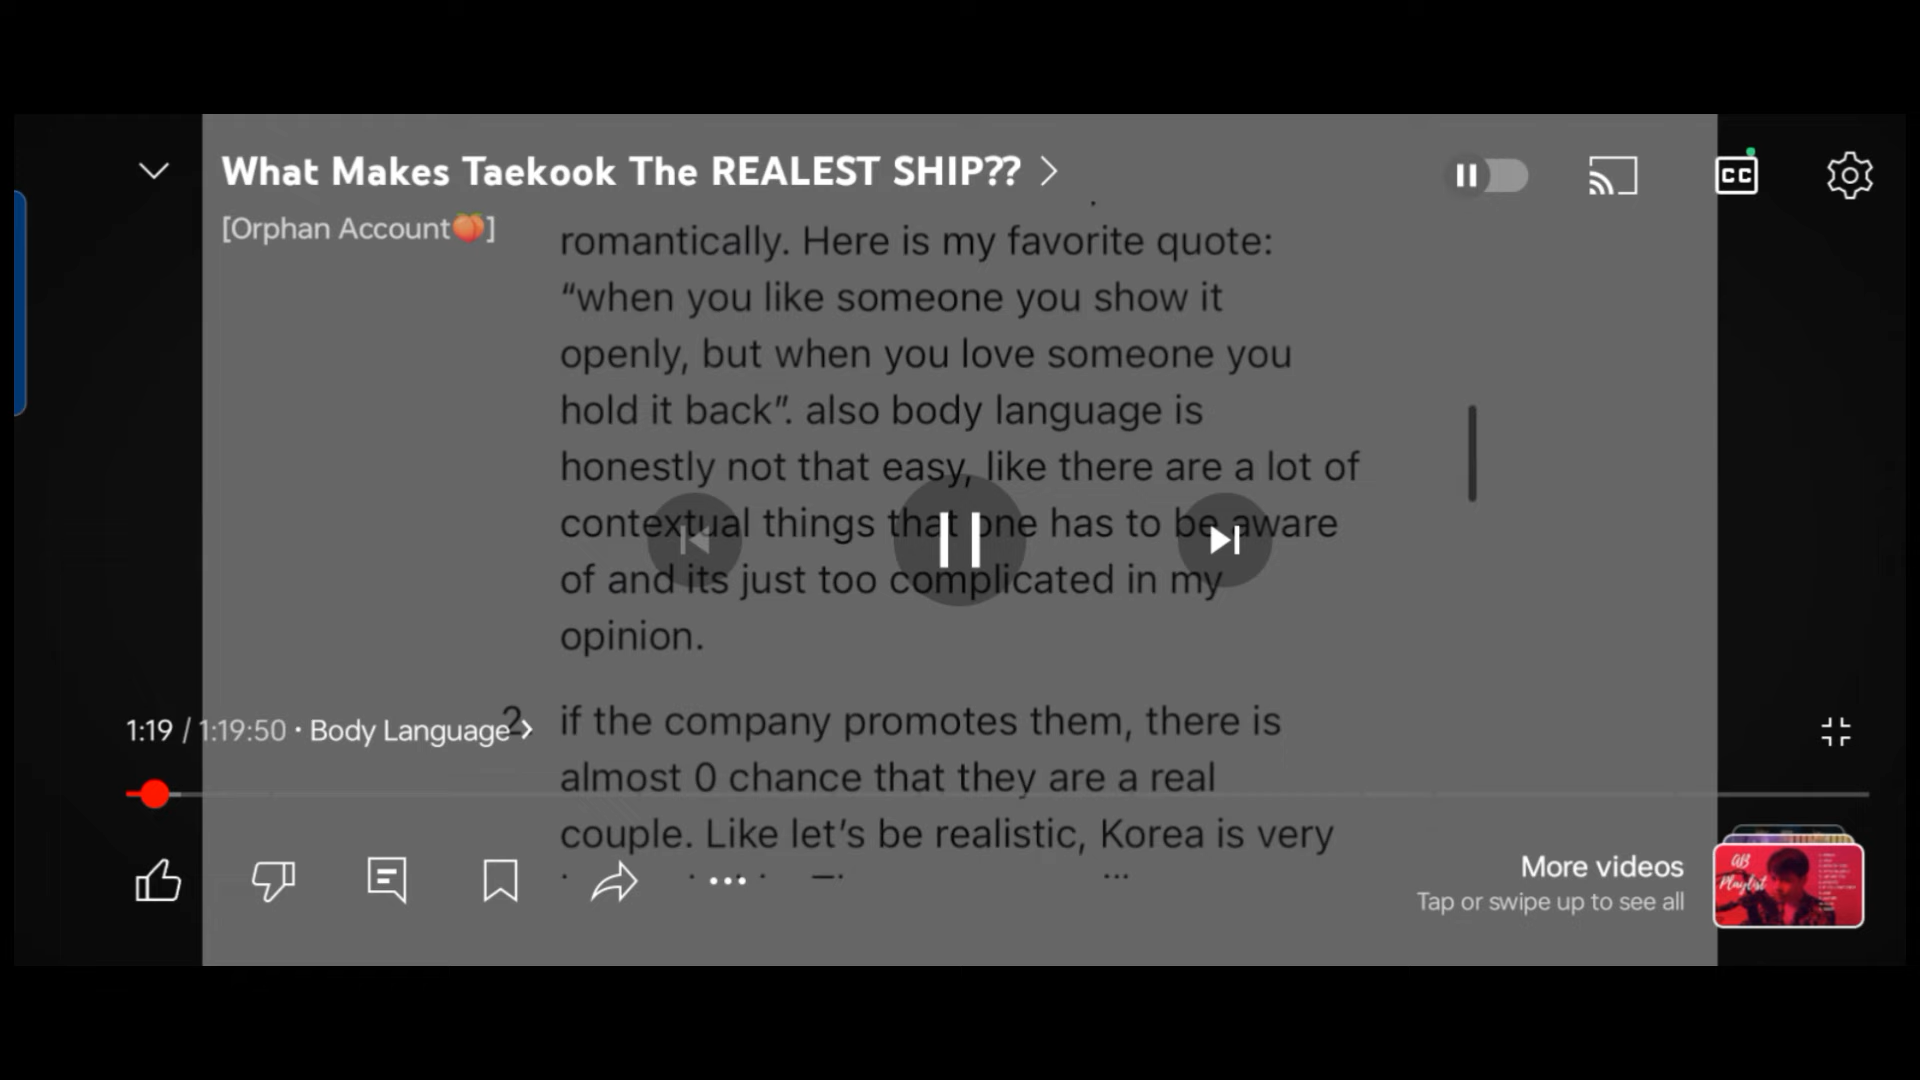 What Makes Taekook The REALEST SHIP??
[Orphan Account🍑]
CC
romantically. Here is my favorite quote:
“when you like someone you show it
openly, but when you love someone you
hold it back”. also body language is
honestly not that easy, like there are a lot of
contextual things that one has to be aware
of and its just too complicated in my
opinion.
2 if the company promotes them, there is
almost 0 chance that they are a real
couple. Like let’s be realistic, Korea is very
1:19 / 1:19:50 • Body Language
More videos
Tap or swipe up to see all
Playlist